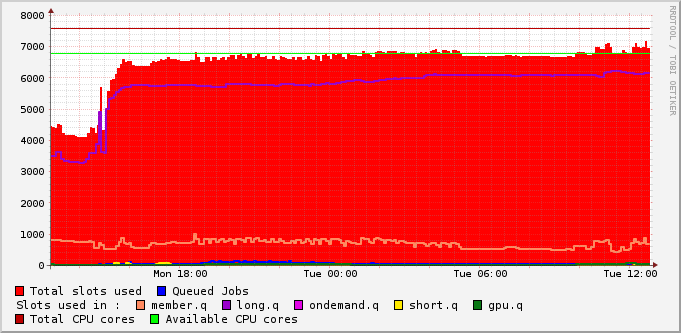 8000
7000
6000
5000
4000
3000
2000
1000
0
Mon 18:00 Tue 00:00 Tue 06:00 Tue 12:00
Total slots used Queued Jobs
Slots used in : member.q long.q ondemand.q short.q gpu.q
Total CPU cores Available CPU cores
RRDTOOL / TOBI OETIKER